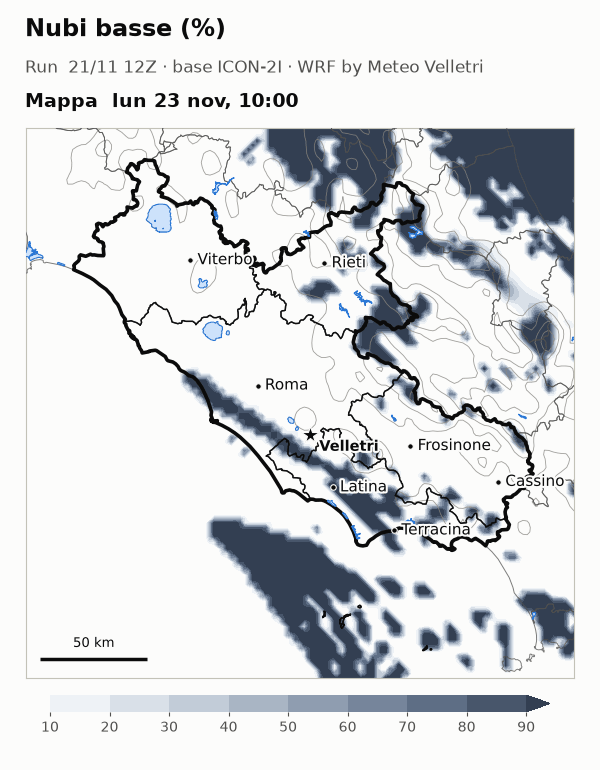 Nubi basse (%)
Run  21/11 12Z · base ICON-2I · WRF by Meteo Velletri
Mappa  lun 23 nov, 10:00
Viterbo
Rieti
Roma
Velletri
Frosinone
Latina
Cassino
Terracina
50 km
10 20 30 40 50 60 70 80 90